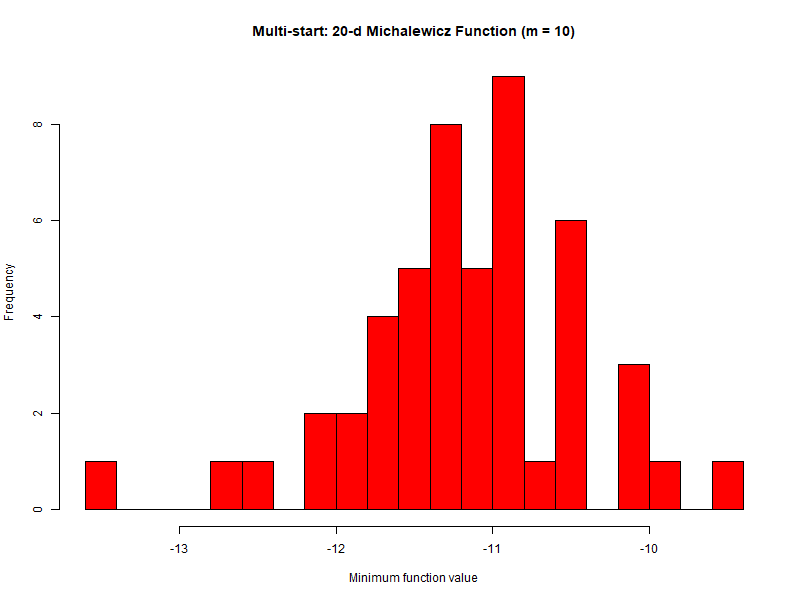 Multi-start: 20-d Michalewicz Function (m = 10)
8
6
4
2
0
Frequency
-13 -12 -11 -10
Minimum function value